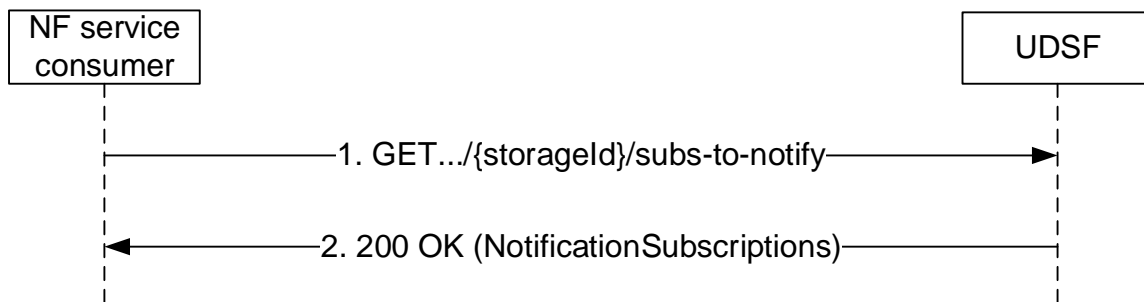 NF service
consumer
UDSF
1. GET.../{storageId}/subs-to-notify
2. 200 OK (NotificationSubscriptions)